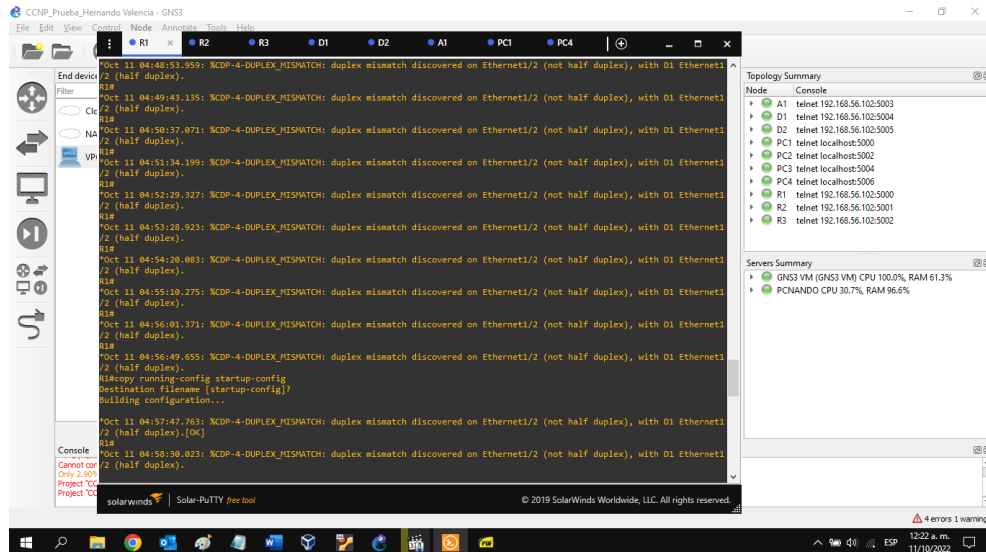 CCNP_Prueba_Hernando Valencia - GNS3
File Edit View Control Node Annotate Tools Help
R1 × R2 R3 D1 D2 A1 PC1 PC4
*Oct 11 04:48:53.959: %CDP-4-DUPLEX_MISMATCH: duplex mismatch discovered on Ethernet1/2 (not half duplex), with D1 Ethernet1
/2 (half duplex).
R1#
*Oct 11 04:49:43.135: %CDP-4-DUPLEX_MISMATCH: duplex mismatch discovered on Ethernet1/2 (not half duplex), with D1 Ethernet1
/2 (half duplex).
R1#
*Oct 11 04:50:37.071: %CDP-4-DUPLEX_MISMATCH: duplex mismatch discovered on Ethernet1/2 (not half duplex), with D1 Ethernet1
/2 (half duplex).
R1#
*Oct 11 04:51:34.199: %CDP-4-DUPLEX_MISMATCH: duplex mismatch discovered on Ethernet1/2 (not half duplex), with D1 Ethernet1
/2 (half duplex).
R1#
*Oct 11 04:52:29.327: %CDP-4-DUPLEX_MISMATCH: duplex mismatch discovered on Ethernet1/2 (not half duplex), with D1 Ethernet1
/2 (half duplex).
R1#
*Oct 11 04:53:28.923: %CDP-4-DUPLEX_MISMATCH: duplex mismatch discovered on Ethernet1/2 (not half duplex), with D1 Ethernet1
/2 (half duplex).
R1#
*Oct 11 04:54:20.083: %CDP-4-DUPLEX_MISMATCH: duplex mismatch discovered on Ethernet1/2 (not half duplex), with D1 Ethernet1
/2 (half duplex).
R1#
*Oct 11 04:55:10.275: %CDP-4-DUPLEX_MISMATCH: duplex mismatch discovered on Ethernet1/2 (not half duplex), with D1 Ethernet1
/2 (half duplex).
R1#
*Oct 11 04:56:01.371: %CDP-4-DUPLEX_MISMATCH: duplex mismatch discovered on Ethernet1/2 (not half duplex), with D1 Ethernet1
/2 (half duplex).
R1#
*Oct 11 04:56:49.655: %CDP-4-DUPLEX_MISMATCH: duplex mismatch discovered on Ethernet1/2 (not half duplex), with D1 Ethernet1
/2 (half duplex).
R1#copy running-config startup-config
Destination filename [startup-config]?
Building configuration...
*Oct 11 04:57:47.763: %CDP-4-DUPLEX_MISMATCH: duplex mismatch discovered on Ethernet1/2 (not half duplex), with D1 Ethernet1
/2 (half duplex).[OK]
R1#
*Oct 11 04:58:30.023: %CDP-4-DUPLEX_MISMATCH: duplex mismatch discovered on Ethernet1/2 (not half duplex), with D1 Ethernet1
/2 (half duplex).
solarwinds Solar-PuTTY free tool © 2019 SolarWinds Worldwide, LLC. All rights reserved.
End device
Filter
Clo
NA
VP
Console
Cannot con
Only 2.90%
Project "CC
Project "CC
Topology Summary
Node Console
A1 telnet 192.168.56.102:5003
D1 telnet 192.168.56.102:5004
D2 telnet 192.168.56.102:5005
PC1 telnet localhost:5000
PC2 telnet localhost:5002
PC3 telnet localhost:5004
PC4 telnet localhost:5006
R1 telnet 192.168.56.102:5000
R2 telnet 192.168.56.102:5001
R3 telnet 192.168.56.102:5002
Servers Summary
GNS3 VM (GNS3 VM) CPU 100.0%, RAM 61.3%
PCNANDO CPU 30.7%, RAM 96.6%
4 errors 1 warning
ESP
12:22 a. m.
11/10/2022